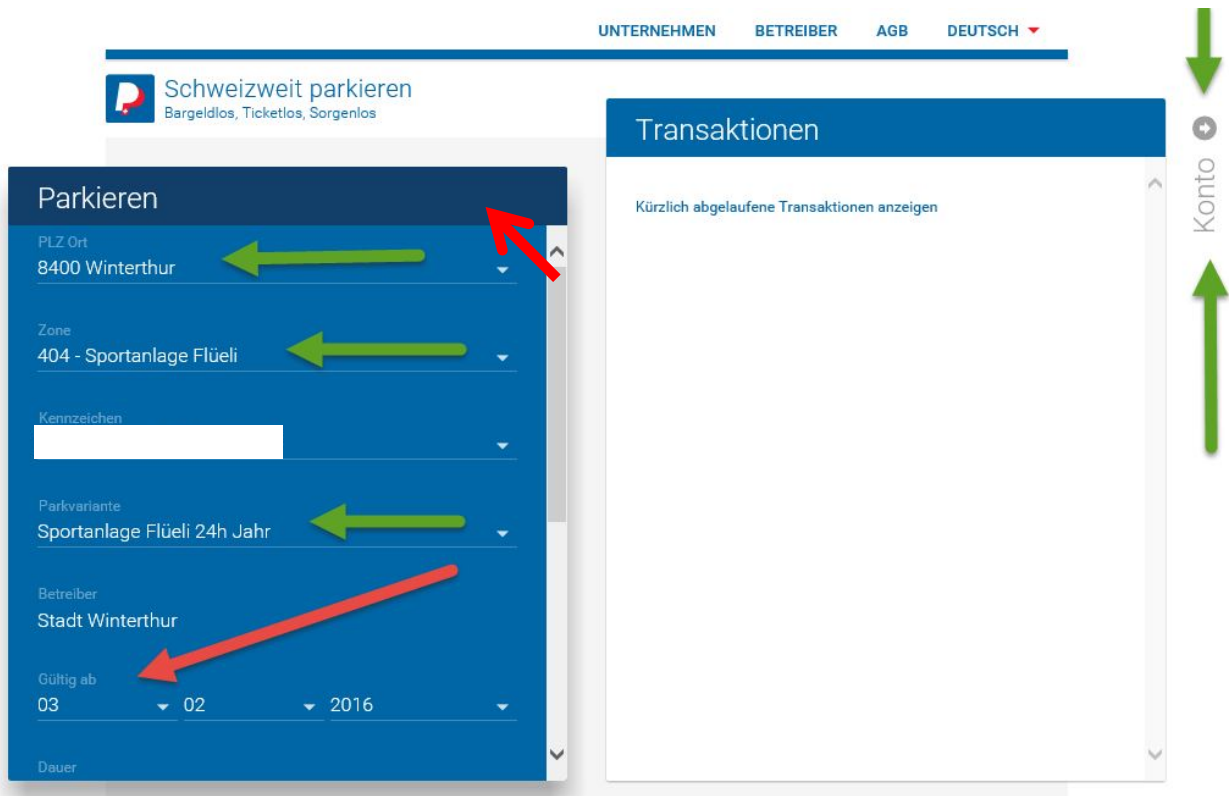 UNTERNEHMEN BETREIBER AGB DEUTSCH
Schweizweit parkieren
Bargeldlos, Ticketlos, Sorgenlos
Parkieren
PLZ Ort
8400 Winterthur
Zone
404 - Sportanlage Flüeli
Kennzeichen
Parkvariante
Sportanlage Flüeli 24h Jahr
Betreiber
Stadt Winterthur
Gültig ab
03 02 2016
Dauer
Transaktionen
Kürzlich abgelaufene Transaktionen anzeigen
Konto